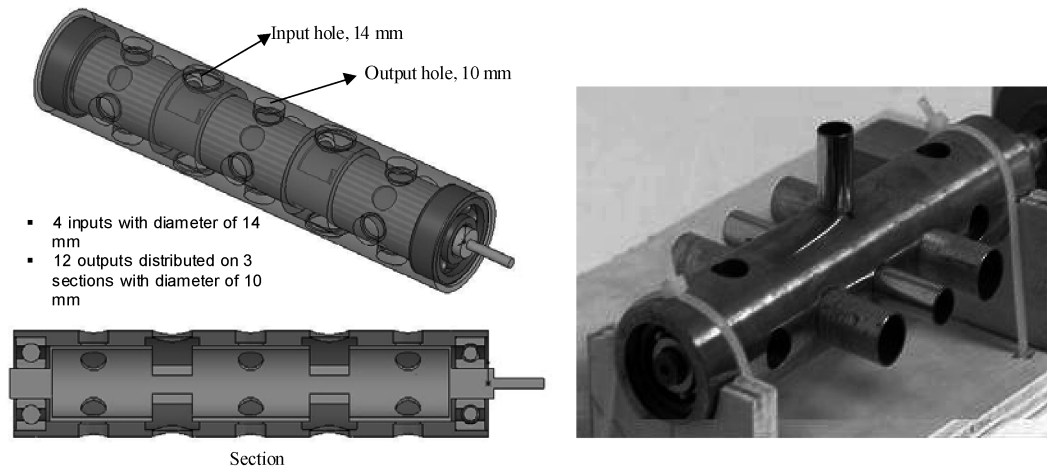 Input hole, 14 mm
Output hole, 10 mm
▪ 4 inputs with diameter of 14
mm
▪ 12 outputs distributed on 3
sections with diameter of 10
mm
Section